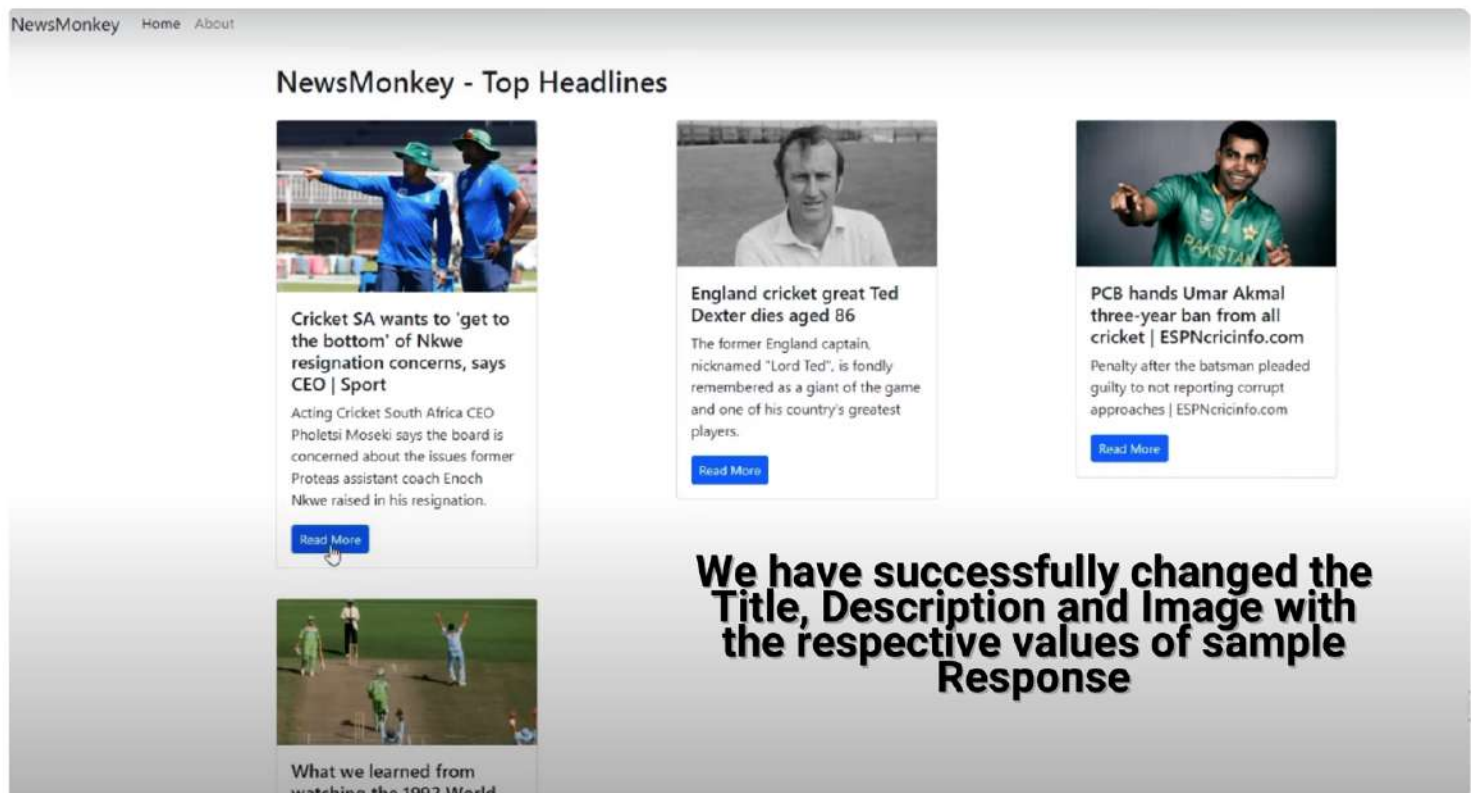 NewsMonkey Home About
NewsMonkey - Top Headlines
Cricket SA wants to 'get to
the bottom' of Nkwe
resignation concerns, says
CEO | Sport
Acting Cricket South Africa CEO
Pholetsi Moseki says the board is
concerned about the issues former
Proteas assistant coach Enoch
Nkwe raised in his resignation.
Read More
England cricket great Ted
Dexter dies aged 86
The former England captain,
nicknamed "Lord Ted", is fondly
remembered as a giant of the game
and one of his country's greatest
players.
Read More
PAKISTAN
PCB hands Umar Akmal
three-year ban from all
cricket | ESPNcricinfo.com
Penalty after the batsman pleaded
guilty to not reporting corrupt
approaches | ESPNcricinfo.com
Read More
We have successfully changed the
Title, Description and Image with
the respective values of sample
Response
What we learned from
watching the 1992 World